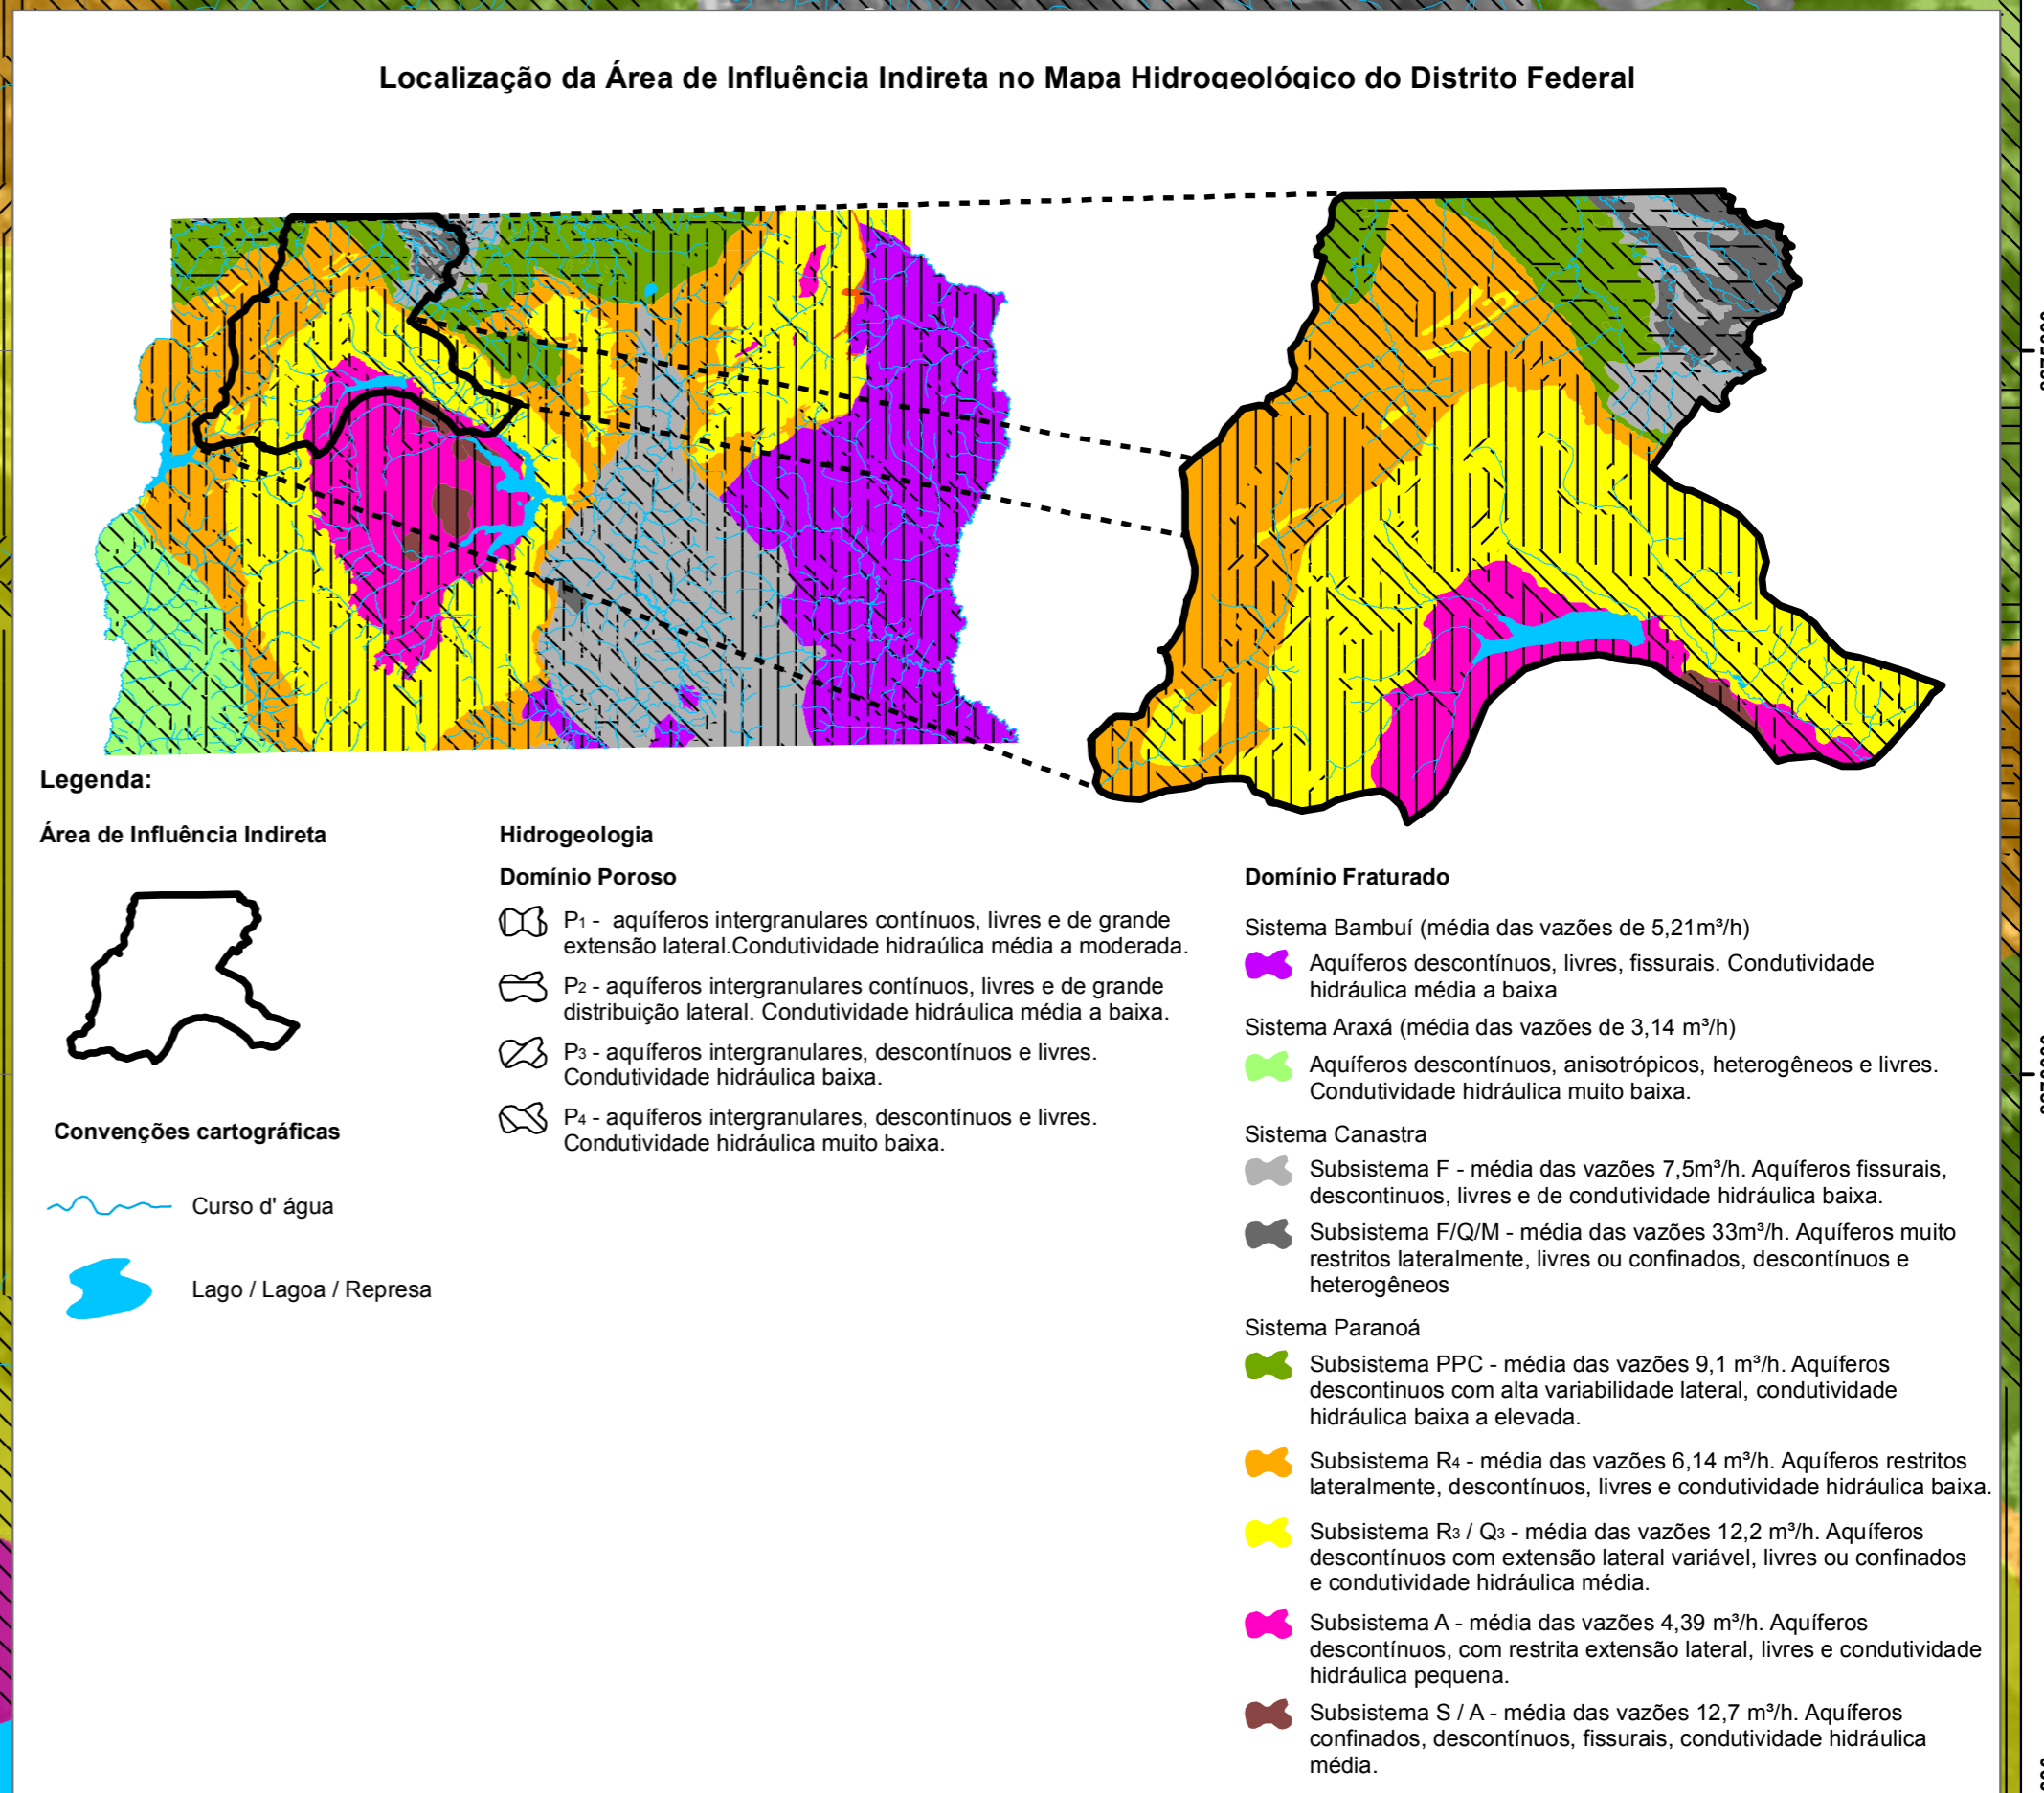 Localização da Área de Influência Indireta no Mapa Hidrogeológico do Distrito Federal
Legenda:
Área de Influência Indireta
Convenções cartográficas
Curso d' água
Lago / Lagoa / Represa
Hidrogeologia
Domínio Poroso
P1 - aquíferos intergranulares contínuos, livres e de grande
extensão lateral.Condutividade hidraúlica média a moderada.
P2 - aquíferos intergranulares contínuos, livres e de grande
distribuição lateral. Condutividade hidráulica média a baixa.
P3 - aquíferos intergranulares, descontínuos e livres.
Condutividade hidráulica baixa.
P4 - aquíferos intergranulares, descontínuos e livres.
Condutividade hidráulica muito baixa.
Domínio Fraturado
Sistema Bambuí (média das vazões de 5,21m³/h)
Aquíferos descontínuos, livres, fissurais. Condutividade
hidráulica média a baixa
Sistema Araxá (média das vazões de 3,14 m³/h)
Aquíferos descontínuos, anisotrópicos, heterogêneos e livres.
Condutividade hidráulica muito baixa.
Sistema Canastra
Subsistema F - média das vazões 7,5m³/h. Aquíferos fissurais,
descontinuos, livres e de condutividade hidráulica baixa.
Subsistema F/Q/M - média das vazões 33m³/h. Aquíferos muito
restritos lateralmente, livres ou confinados, descontínuos e
heterogêneos
Sistema Paranoá
Subsistema PPC - média das vazões 9,1 m³/h. Aquíferos
descontinuos com alta variabilidade lateral, condutividade
hidráulica baixa a elevada.
Subsistema R4 - média das vazões 6,14 m³/h. Aquíferos restritos
lateralmente, descontínuos, livres e condutividade hidráulica baixa.
Subsistema R3 / Q3 - média das vazões 12,2 m³/h. Aquíferos
descontínuos com extensão lateral variável, livres ou confinados
e condutividade hidráulica média.
Subsistema A - média das vazões 4,39 m³/h. Aquíferos
descontínuos, com restrita extensão lateral, livres e condutividade
hidráulica pequena.
Subsistema S / A - média das vazões 12,7 m³/h. Aquíferos
confinados, descontínuos, fissurais, condutividade hidráulica
média.